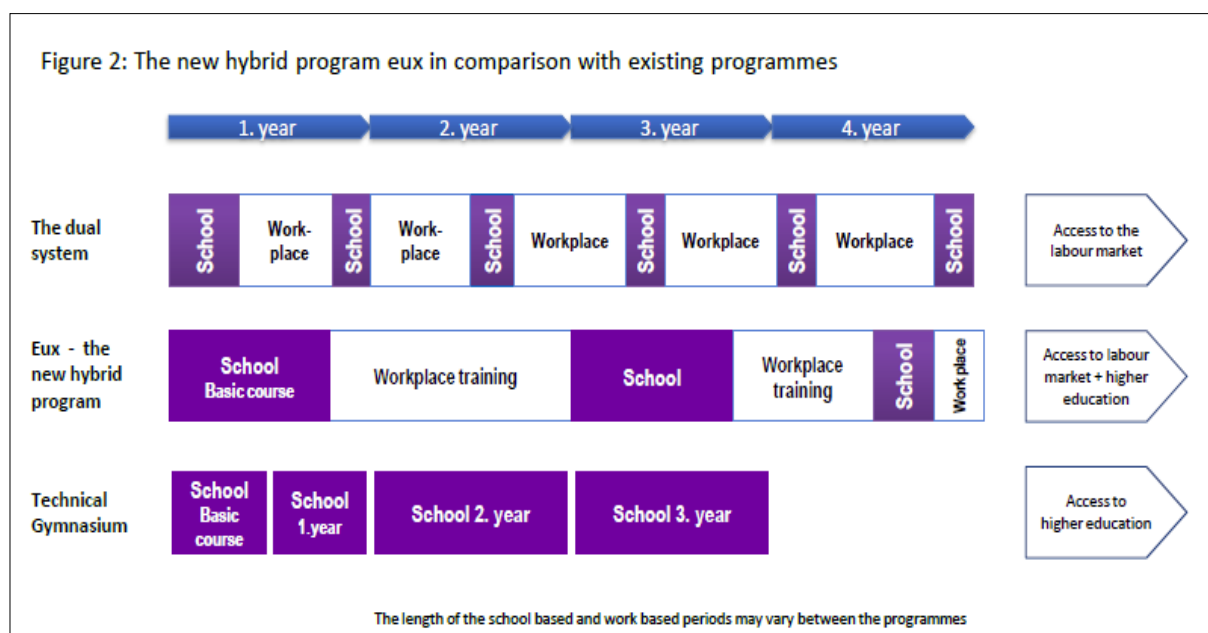 Figure 2: The new hybrid program eux in comparison with existing programmes
1. year
2. year
3. year
4. year
The dual
system
School
Work-
place
School
Work-
place
School
Workplace
School
Workplace
School
Workplace
School
Access to the
labour market
Eux - the
new hybrid
program
School
Basic course
Workplace training
School
Workplace
training
School
Workplace
Access to labour
market + higher
education
Technical
Gymnasium
School
Basic
course
School
1.year
School 2. year
School 3. year
Access to
higher education
The length of the school based and work based periods may vary between the programmes